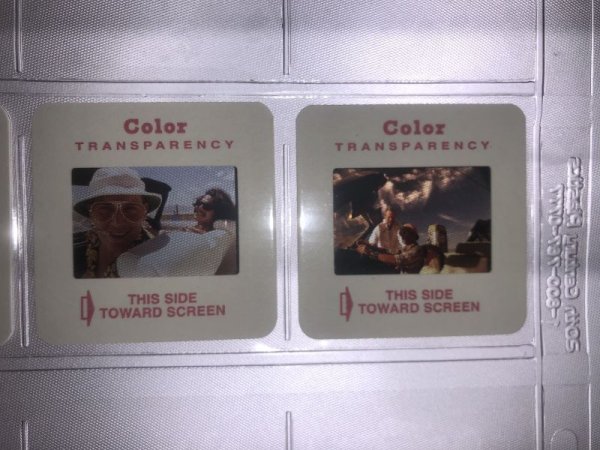 Color
TRANSPARENCY
THIS SIDE
TOWARD SCREEN
Color
TRANSPARENCY
THIS SIDE
TOWARD SCREEN